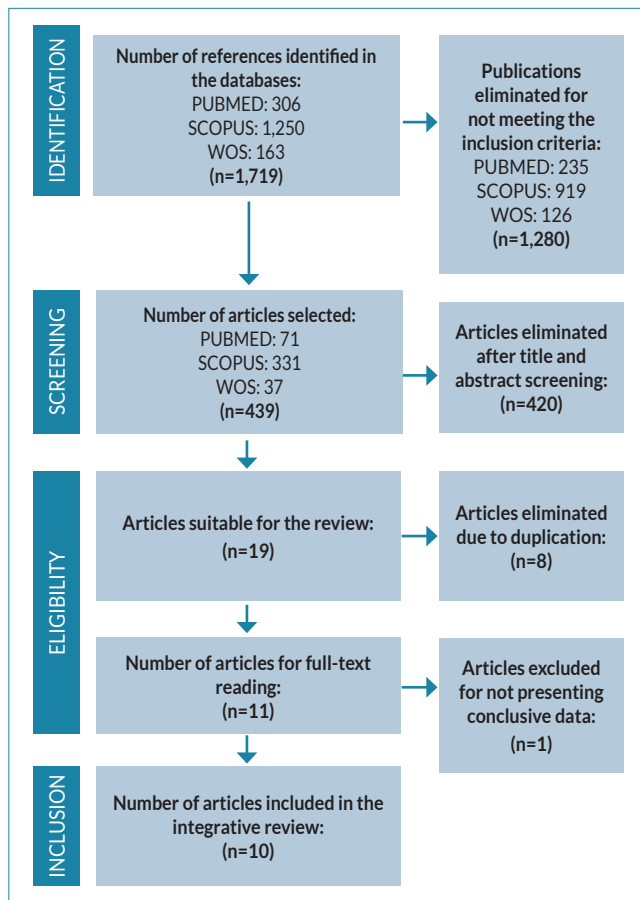 IDENTIFICATION
Number of references identified in
the databases:
PUBMED: 306
SCOPUS: 1,250
WOS: 163
(n=1,719)
Publications
eliminated for
not meeting the
inclusion criteria:
PUBMED: 235
SCOPUS: 919
WOS: 126
(n=1,280)
SCREENING
Number of articles selected:
PUBMED: 71
SCOPUS: 331
WOS: 37
(n=439)
Articles eliminated
after title and
abstract screening:
(n=420)
ELIGIBILITY
Articles suitable for the review:
(n=19)
Articles eliminated
due to duplication:
(n=8)
Number of articles for full-text
reading:
(n=11)
Articles excluded
for not presenting
conclusive data:
(n=1)
INCLUSION
Number of articles included in the
integrative review:
(n=10)